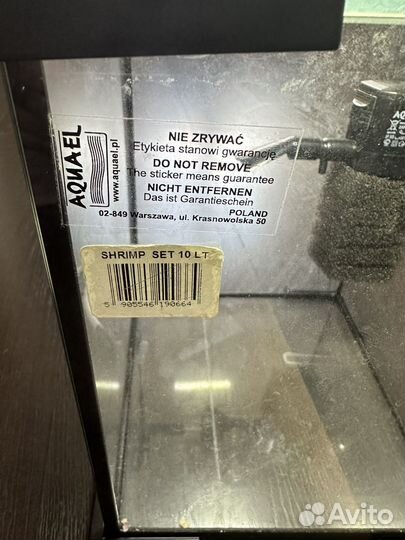 AQUAEL
www.aquael.pl
NIE ZRYWAĆ
Etykieta stanowi gwarancję
DO NOT REMOVE
The sticker means guarantee
NICHT ENTFERNEN
Das ist Garantieschein
POLAND
02-849 Warszawa, ul. Krasnowolska 50
SHRIMP SET 10 LT
5 905546 190664
Avito